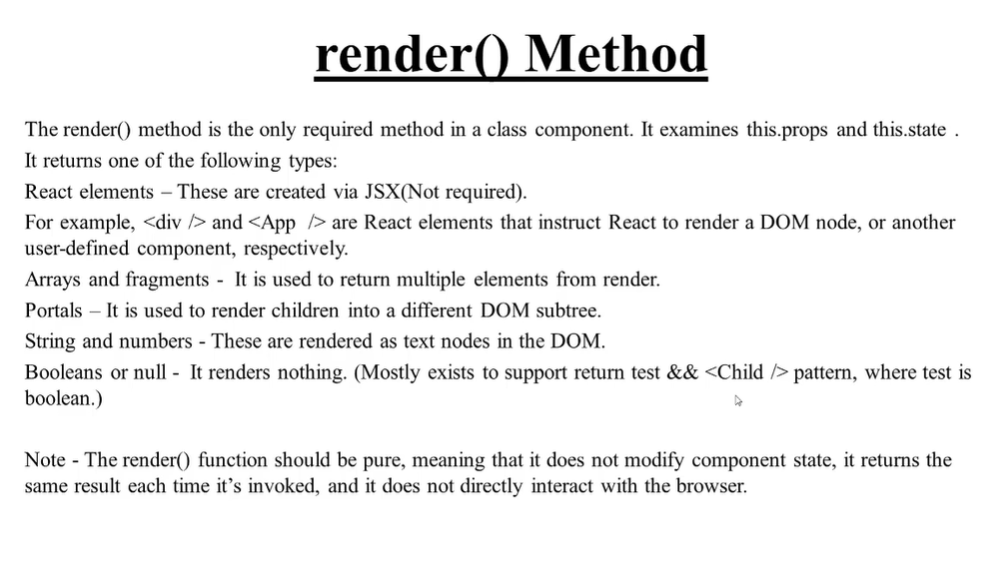 render() Method
The render() method is the only required method in a class component. It examines this.props and this.state .
It returns one of the following types:
React elements – These are created via JSX(Not required).
For example, <div /> and <App  /> are React elements that instruct React to render a DOM node, or another
user-defined component, respectively.
Arrays and fragments -  It is used to return multiple elements from render.
Portals – It is used to render children into a different DOM subtree.
String and numbers - These are rendered as text nodes in the DOM.
Booleans or null -  It renders nothing. (Mostly exists to support return test && <Child /> pattern, where test is
boolean.)
Note - The render() function should be pure, meaning that it does not modify component state, it returns the
same result each time it’s invoked, and it does not directly interact with the browser.